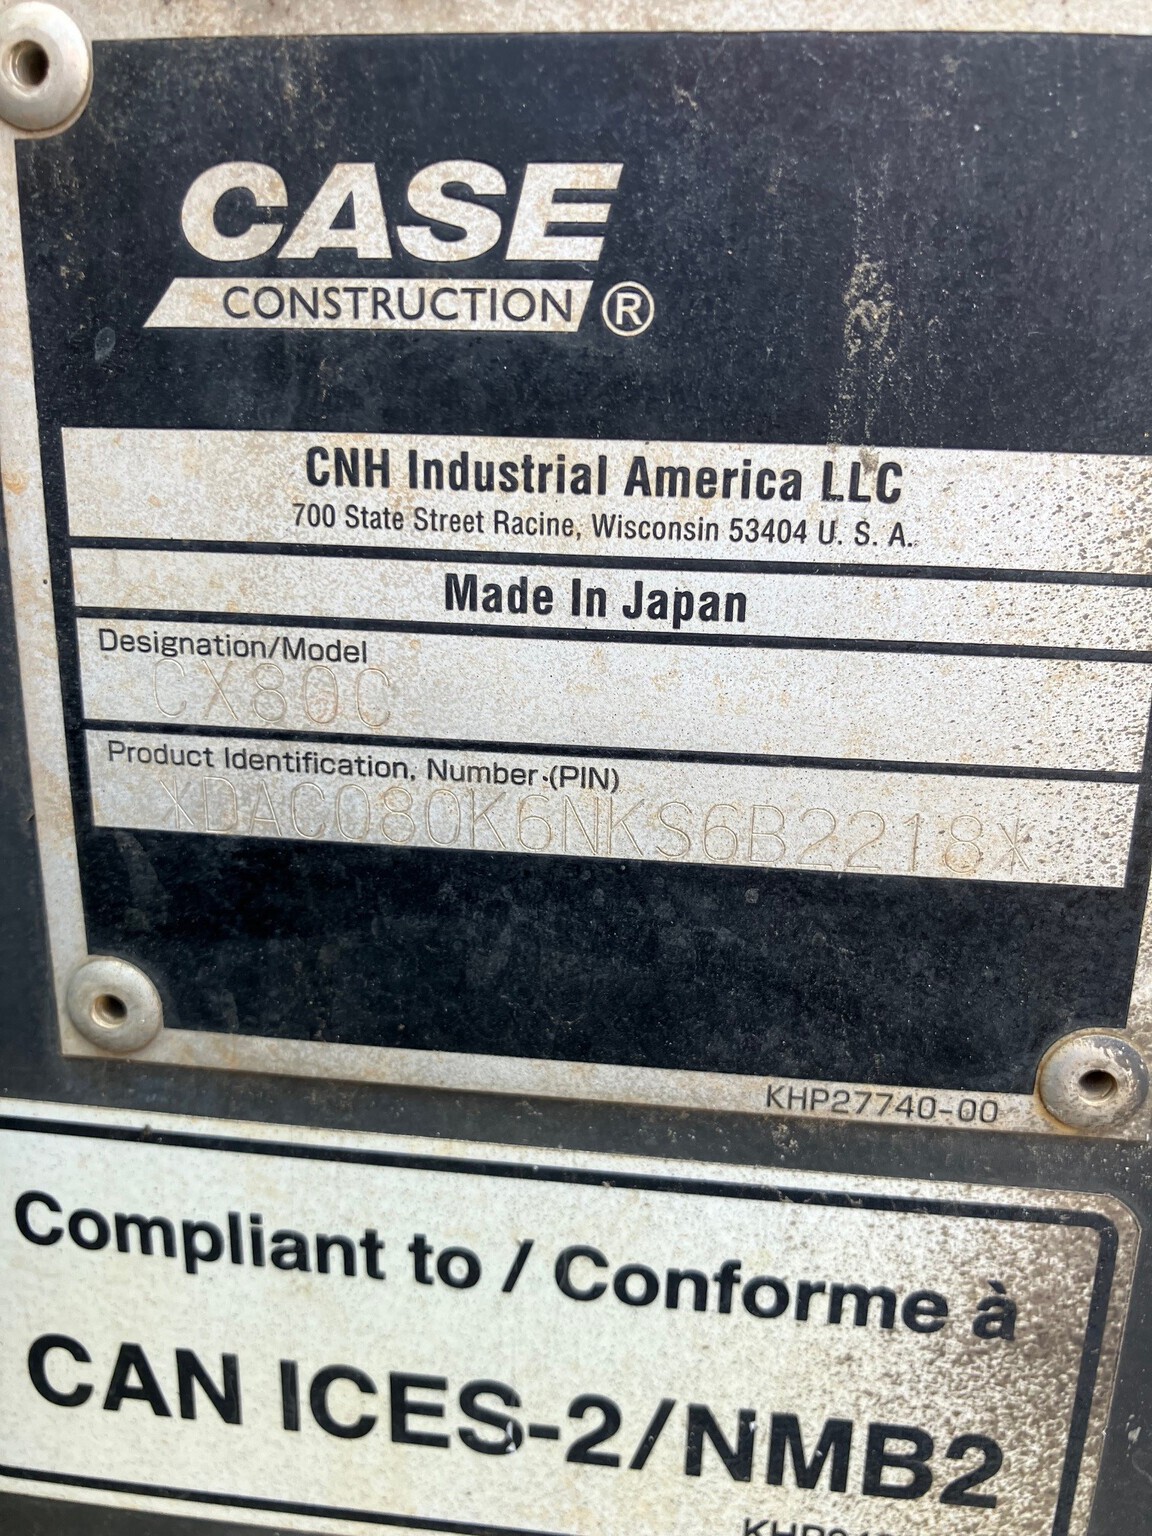 CASE
CONSTRUCTION®
CNH Industrial America LLC
700 State Street Racine, Wisconsin 53404 U. S. A.
Made In Japan
Designation/Model
CX80C
Product Identification, Number (PIN)
*DAC080K6NKS6B2218*
KHP27740-00
Compliant to / Conforme à
CAN ICES-2/NMB2